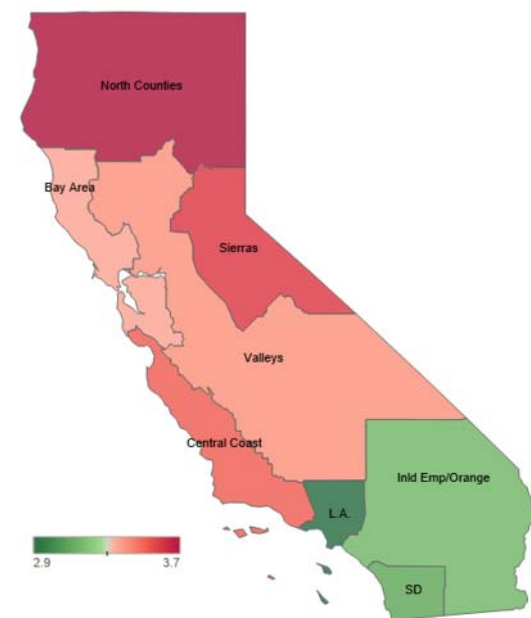 North Counties
Bay Area
Sierras
Valleys
Central Coast
Inld Emp/Orange
L.A.
2.9
3.7
SD